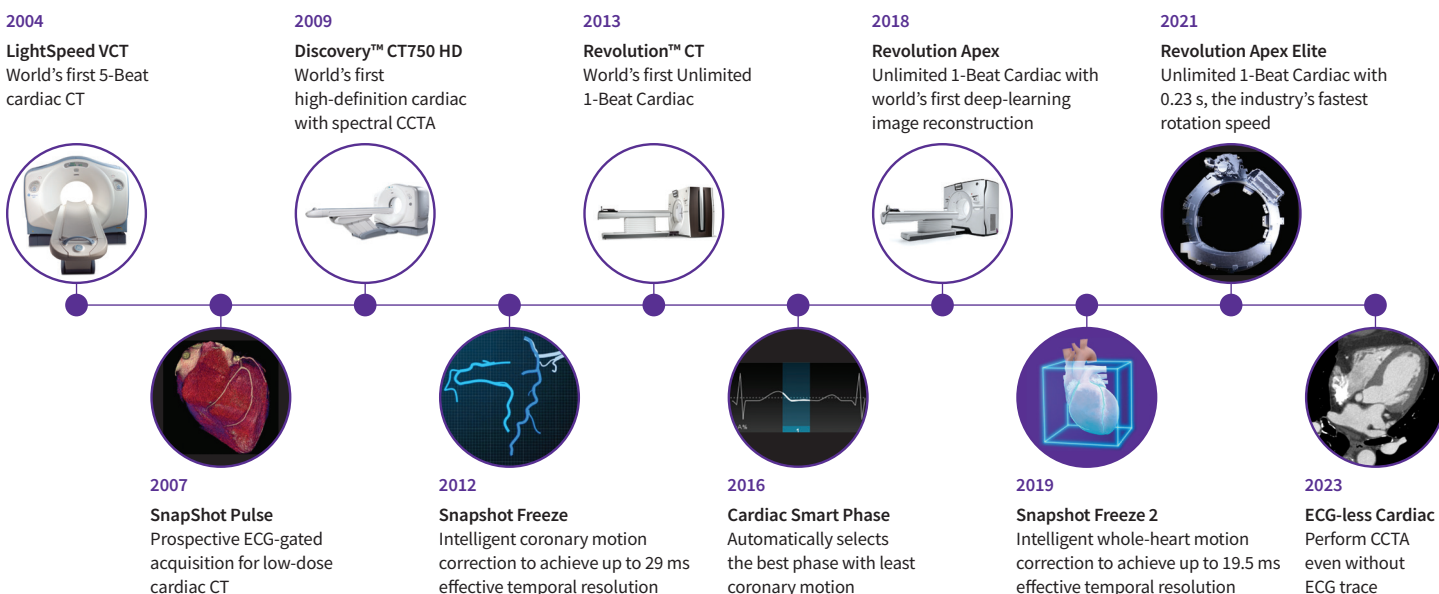 2004
LightSpeed VCT
World's first 5-Beat
cardiac CT
2009
Discovery™ CT750 HD
World's first
high-definition cardiac
with spectral CCTA
2013
Revolution™ CT
World's first Unlimited
1-Beat Cardiac
2018
Revolution Apex
Unlimited 1-Beat Cardiac with
world's first deep-learning
image reconstruction
2021
Revolution Apex Elite
Unlimited 1-Beat Cardiac with
0.23 s, the industry's fastest
rotation speed
2007
SnapShot Pulse
Prospective ECG-gated
acquisition for low-dose
cardiac CT
2012
Snapshot Freeze
Intelligent coronary motion
correction to achieve up to 29 ms
effective temporal resolution
A%
2016
Cardiac Smart Phase
Automatically selects
the best phase with least
coronary motion
2019
Snapshot Freeze 2
Intelligent whole-heart motion
correction to achieve up to 19.5 ms
effective temporal resolution
2023
ECG-less Cardiac
Perform CCTA
even without
ECG trace